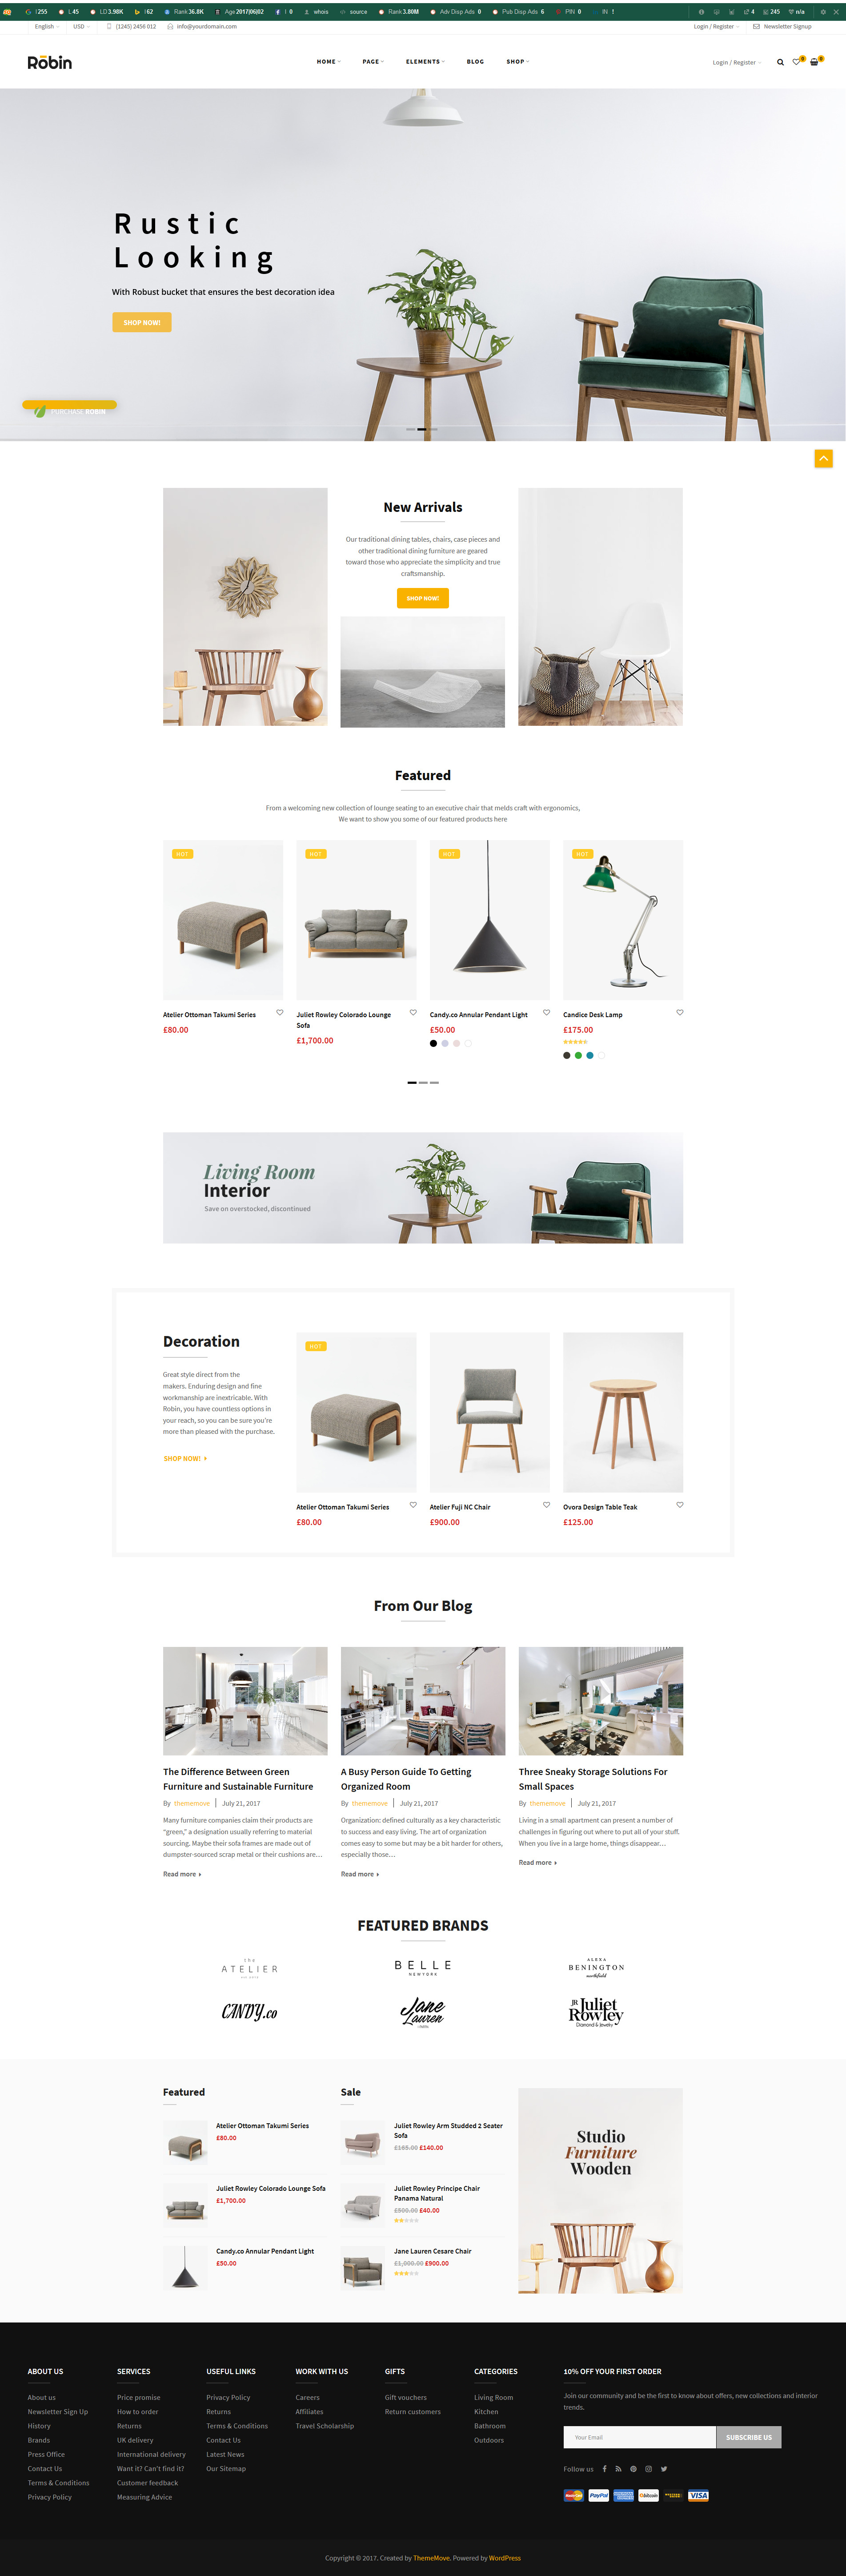 255 L 45 LD 3.98K 62 Rank 36.8K Age 2017|06|02 0 whois source Rank 3.80M Adv Disp Ads 0 Pub Disp Ads 6 PIN 0 IN 4 245 n/a
English USD (1245) 2456 012 info@yourdomain.com Login / Register Newsletter Signup
Robin HOME PAGE ELEMENTS BLOG SHOP Login / Register 0 0
Rustic
Looking
With Robust bucket that ensures the best decoration idea
SHOP NOW!
PURCHASE ROBIN
New Arrivals
Our traditional dining tables, chairs, case pieces and
other traditional dining furniture are geared
toward those who appreciate the simplicity and true
craftsmanship.
SHOP NOW!
Featured
From a welcoming new collection of lounge seating to an executive chair that melds craft with ergonomics,
We want to show you some of our featured products here
HOT HOT HOT HOT
Atelier Ottoman Takumi Series
£80.00
Juliet Rowley Colorado Lounge
Sofa
£1,700.00
Candy.co Annular Pendant Light
£50.00
Candice Desk Lamp
£175.00
Living Room
Interior
Save on overstocked, discontinued
Decoration
Great style direct from the
makers. Enduring design and fine
workmanship are inextricable. With
Robin, you have countless options in
your reach, so you can be sure you're
more than pleased with the purchase.
SHOP NOW!
HOT
Atelier Ottoman Takumi Series
£80.00
Atelier Fuji NC Chair
£900.00
Ovora Design Table Teak
£125.00
From Our Blog
The Difference Between Green
Furniture and Sustainable Furniture
By thememove July 21, 2017
Many furniture companies claim their products are
"green," a designation usually referring to material
sourcing. Maybe their sofa frames are made out of
dumpster-sourced scrap metal or their cushions are…
Read more
A Busy Person Guide To Getting
Organized Room
By thememove July 21, 2017
Organization: defined culturally as a key characteristic
to success and easy living. The art of organization
comes easy to some but may be a bit harder for others,
especially those…
Read more
Three Sneaky Storage Solutions For
Small Spaces
By thememove July 21, 2017
Living in a small apartment can present a number of
challenges in figuring out where to put all of your stuff.
When you live in a large home, things disappear…
Read more
FEATURED BRANDS
the
ATELIER
BELLE
NEWYORK
ALEXA
BENINGTON
northfield
CANDY.co
Jane
Lauren
JR Juliet
Rowley
Diamond & Jewelry
Featured
Atelier Ottoman Takumi Series
£80.00
Juliet Rowley Colorado Lounge Sofa
£1,700.00
Candy.co Annular Pendant Light
£50.00
Sale
Juliet Rowley Arm Studded 2 Seater
Sofa
£165.00 £140.00
Juliet Rowley Principe Chair
Panama Natural
£500.00 £40.00
Jane Lauren Cesare Chair
£1,000.00 £900.00
Studio
Furniture
Wooden
ABOUT US
About us
Newsletter Sign Up
History
Brands
Press Office
Contact Us
Terms & Conditions
Privacy Policy
SERVICES
Price promise
How to order
Returns
UK delivery
International delivery
Want it? Can't find it?
Customer feedback
Measuring Advice
USEFUL LINKS
Privacy Policy
Returns
Terms & Conditions
Contact Us
Latest News
Our Sitemap
WORK WITH US
Careers
Affiliates
Travel Scholarship
GIFTS
Gift vouchers
Return customers
CATEGORIES
Living Room
Kitchen
Bathroom
Outdoors
10% OFF YOUR FIRST ORDER
Join our community and be the first to know about offers, new collections and interior
trends.
Your Email SUBSCRIBE US
Follow us
MasterCard PayPal bitcoin VISA
Copyright © 2017. Created by ThemeMove. Powered by WordPress